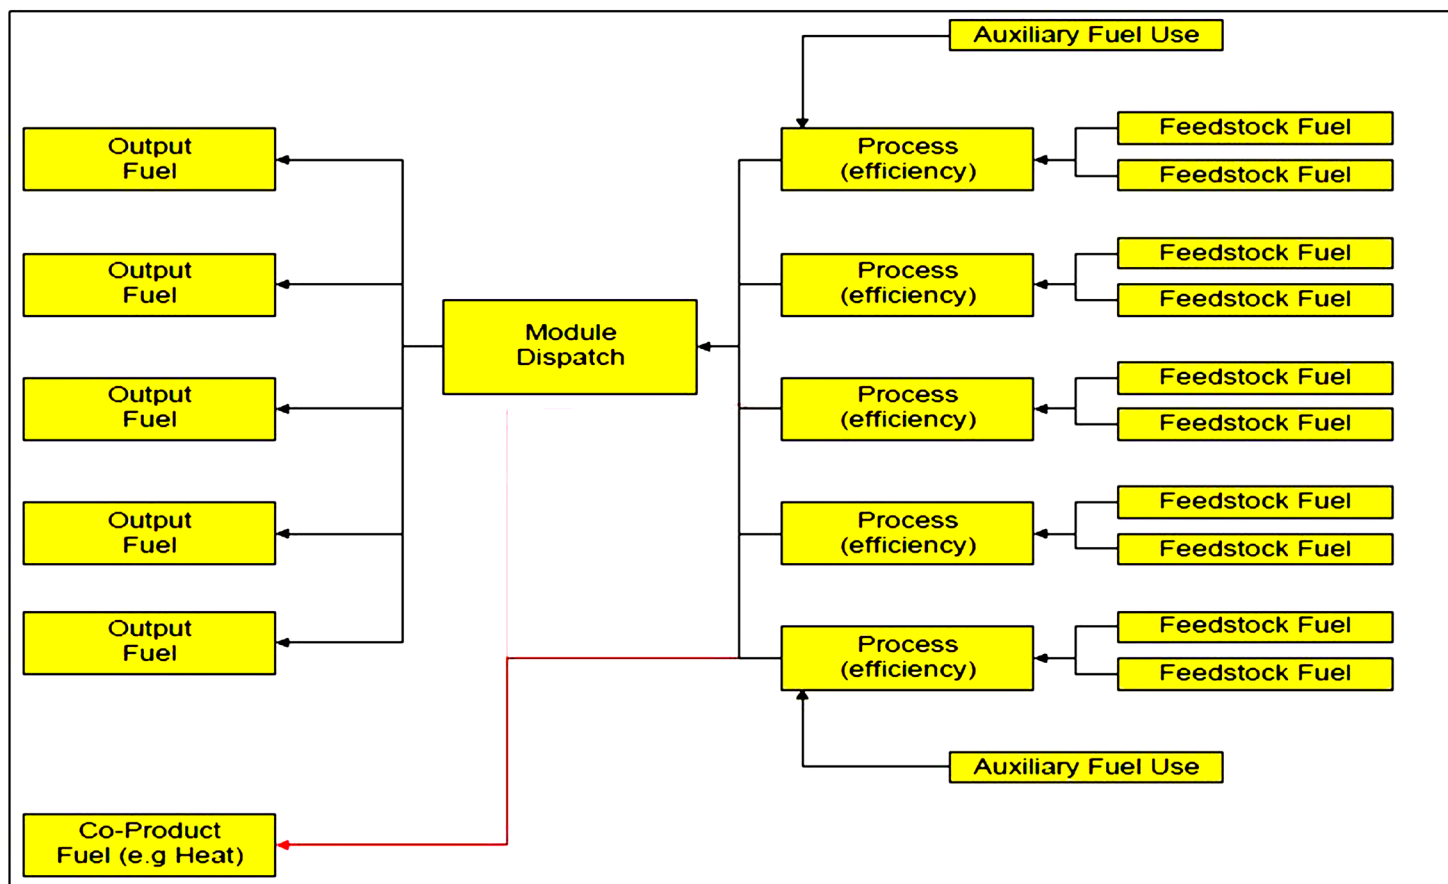 Auxiliary Fuel Use
Output
Fuel
Process
(efficiency)
Feedstock Fuel
Feedstock Fuel
Output
Fuel
Process
(efficiency)
Feedstock Fuel
Feedstock Fuel
Module
Dispatch
Output
Fuel
Process
(efficiency)
Feedstock Fuel
Feedstock Fuel
Output
Fuel
Process
(efficiency)
Feedstock Fuel
Feedstock Fuel
Output
Fuel
Process
(efficiency)
Feedstock Fuel
Feedstock Fuel
Auxiliary Fuel Use
Co-Product
Fuel (e.g Heat)